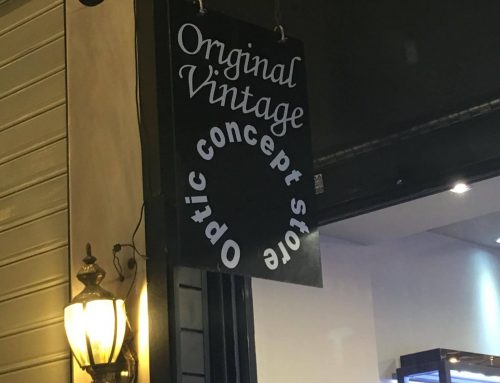 Original
Vintage
Optic concept store